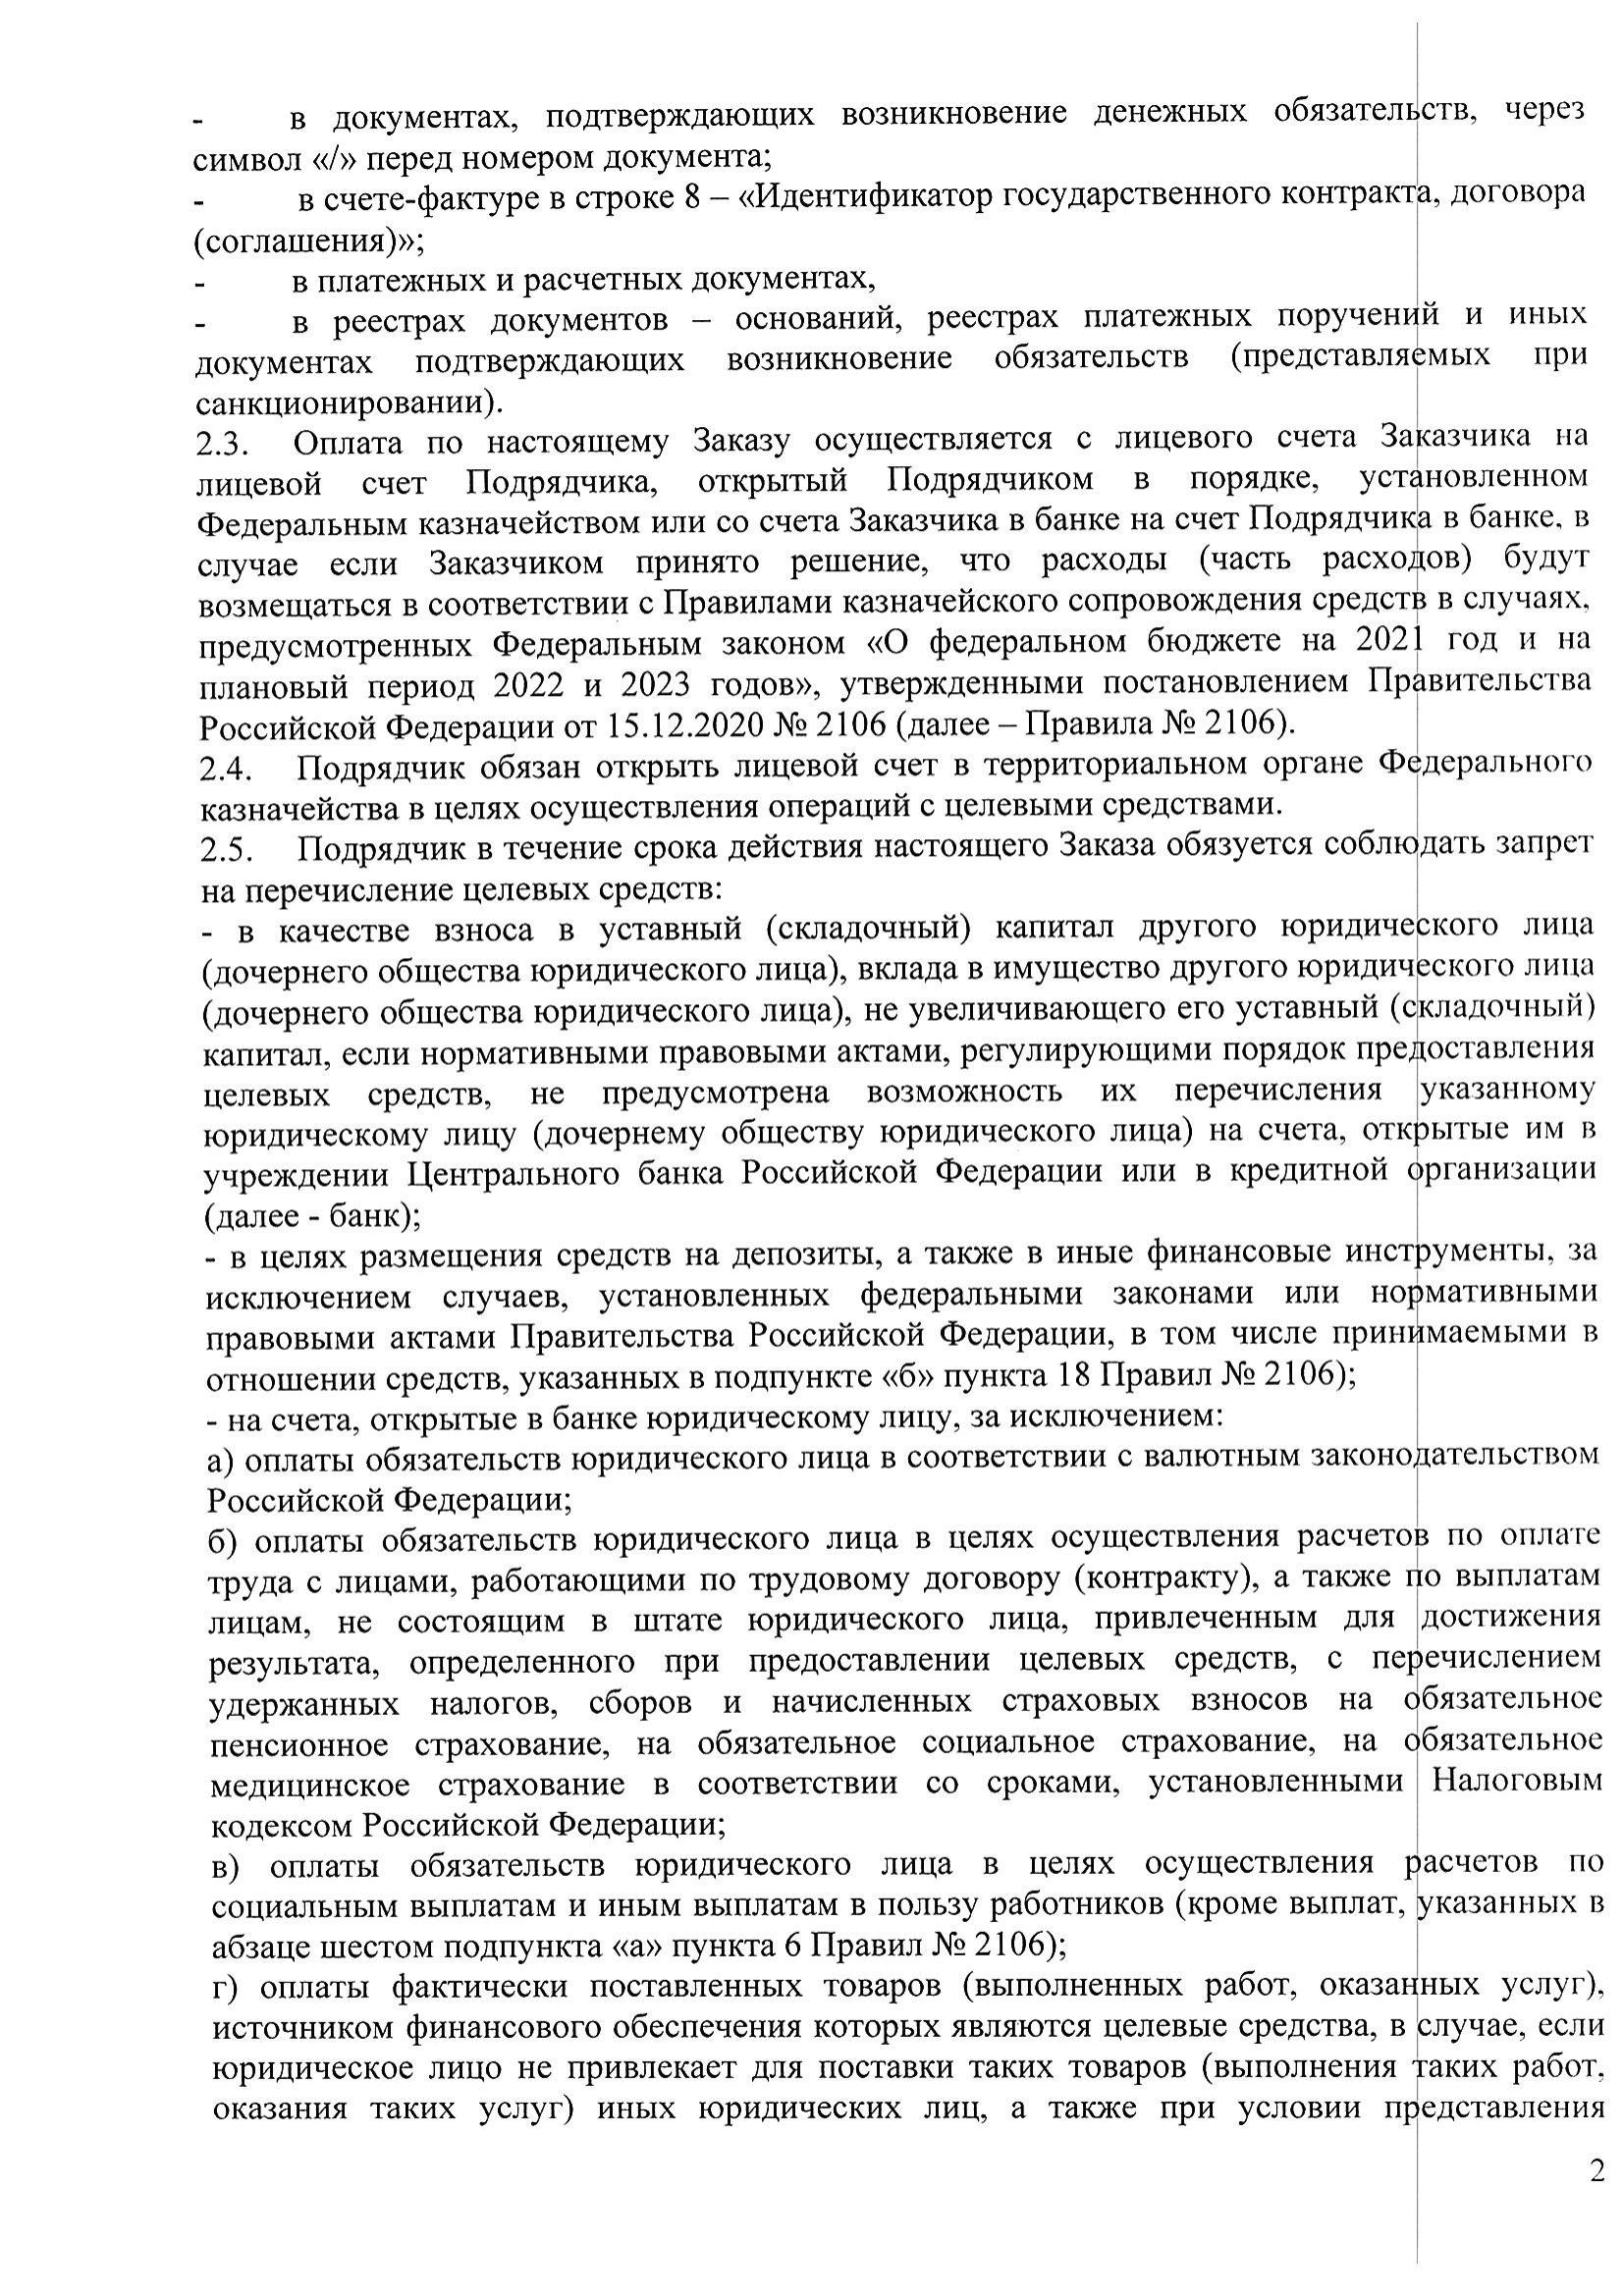 - в документах, подтверждающих возникновение денежных обязательств, через
символ «/» перед номером документа;
- в счете-фактуре в строке 8 – «Идентификатор государственного контракта, договора
(соглашения)»;
- в платежных и расчетных документах,
- в реестрах документов – оснований, реестрах платежных поручений и иных
документах подтверждающих возникновение обязательств (представляемых при
санкционировании).
2.3. Оплата по настоящему Заказу осуществляется с лицевого счета Заказчика на
лицевой счет Подрядчика, открытый Подрядчиком в порядке, установленном
Федеральным казначейством или со счета Заказчика в банке на счет Подрядчика в банке, в
случае если Заказчиком принято решение, что расходы (часть расходов) будут
возмещаться в соответствии с Правилами казначейского сопровождения средств в случаях,
предусмотренных Федеральным законом «О федеральном бюджете на 2021 год и на
плановый период 2022 и 2023 годов», утвержденными постановлением Правительства
Российской Федерации от 15.12.2020 № 2106 (далее – Правила № 2106).
2.4. Подрядчик обязан открыть лицевой счет в территориальном органе Федерального
казначейства в целях осуществления операций с целевыми средствами.
2.5. Подрядчик в течение срока действия настоящего Заказа обязуется соблюдать запрет
на перечисление целевых средств:
- в качестве взноса в уставный (складочный) капитал другого юридического лица
(дочернего общества юридического лица), вклада в имущество другого юридического лица
(дочернего общества юридического лица), не увеличивающего его уставный (складочный)
капитал, если нормативными правовыми актами, регулирующими порядок предоставления
целевых средств, не предусмотрена возможность их перечисления указанному
юридическому лицу (дочернему обществу юридического лица) на счета, открытые им в
учреждении Центрального банка Российской Федерации или в кредитной организации
(далее - банк);
- в целях размещения средств на депозиты, а также в иные финансовые инструменты, за
исключением случаев, установленных федеральными законами или нормативными
правовыми актами Правительства Российской Федерации, в том числе принимаемыми в
отношении средств, указанных в подпункте «б» пункта 18 Правил № 2106);
- на счета, открытые в банке юридическому лицу, за исключением:
а) оплаты обязательств юридического лица в соответствии с валютным законодательством
Российской Федерации;
б) оплаты обязательств юридического лица в целях осуществления расчетов по оплате
труда с лицами, работающими по трудовому договору (контракту), а также по выплатам
лицам, не состоящим в штате юридического лица, привлеченным для достижения
результата, определенного при предоставлении целевых средств, с перечислением
удержанных налогов, сборов и начисленных страховых взносов на обязательное
пенсионное страхование, на обязательное социальное страхование, на обязательное
медицинское страхование в соответствии со сроками, установленными Налоговым
кодексом Российской Федерации;
в) оплаты обязательств юридического лица в целях осуществления расчетов по
социальным выплатам и иным выплатам в пользу работников (кроме выплат, указанных в
абзаце шестом подпункта «а» пункта 6 Правил № 2106);
г) оплаты фактически поставленных товаров (выполненных работ, оказанных услуг),
источником финансового обеспечения которых являются целевые средства, в случае, если
юридическое лицо не привлекает для поставки таких товаров (выполнения таких работ,
оказания таких услуг) иных юридических лиц, а также при условии представления
2